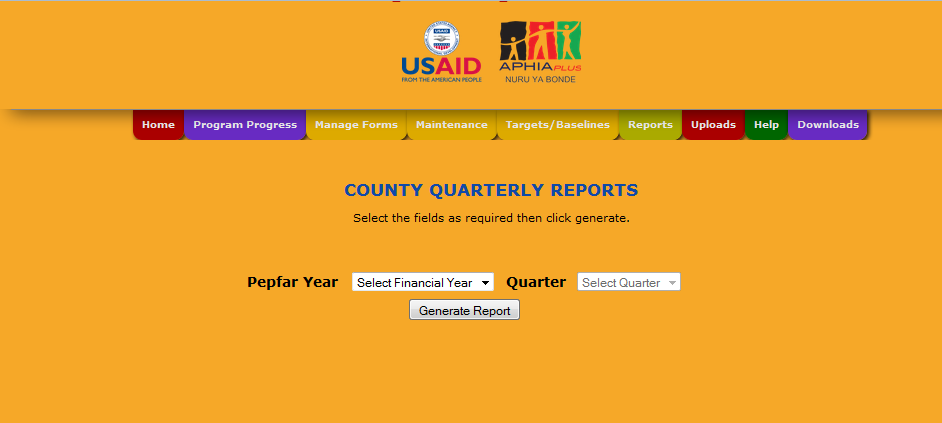 USAID
FROM THE AMERICAN PEOPLE
APHIAPLUS
NURU YA BONDE
Home Program Progress Manage Forms Maintenance Targets/Baselines Reports Uploads Help Downloads
COUNTY QUARTERLY REPORTS
Select the fields as required then click generate.
Pepfar Year Select Financial Year Quarter Select Quarter
Generate Report